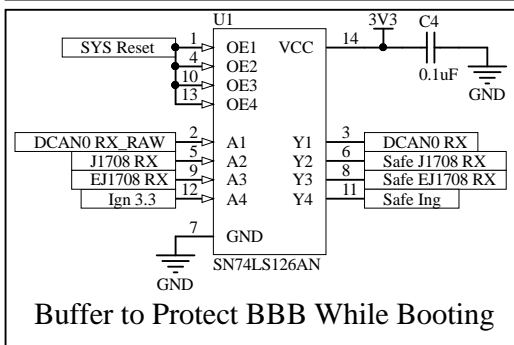 U1
3V3
C4
SYS Reset
1 OE1 VCC 14
4 OE2
10 OE3
13 OE4
0.1uF
GND
DCAN0 RX_RAW 2 A1 Y1 3 DCAN0 RX
J1708 RX 5 A2 Y2 6 Safe J1708 RX
EJ1708 RX 9 A3 Y3 8 Safe EJ1708 RX
Ign 3.3 12 A4 Y4 11 Safe Ing
7 GND
GND
SN74LS126AN
Buffer to Protect BBB While Booting